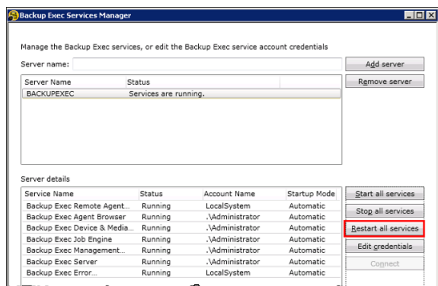 Backup Exec Services Manager
Manage the Backup Exec services, or edit the Backup Exec service account credentials
Server name:
Add server
Server Name Status
Remove server
BACKUPEXEC Services are running.
Server details
Service Name Status Account Name Startup Mode
Start all services
Backup Exec Remote Agent... Running LocalSystem Automatic
Backup Exec Agent Browser Running .\Administrator Automatic
Stop all services
Backup Exec Device & Media... Running .\Administrator Automatic
Restart all services
Backup Exec Job Engine Running .\Administrator Automatic
Backup Exec Management... Running .\Administrator Automatic
Edit credentials
Backup Exec Server Running .\Administrator Automatic
Connect
Backup Exec Error... Running LocalSystem Automatic